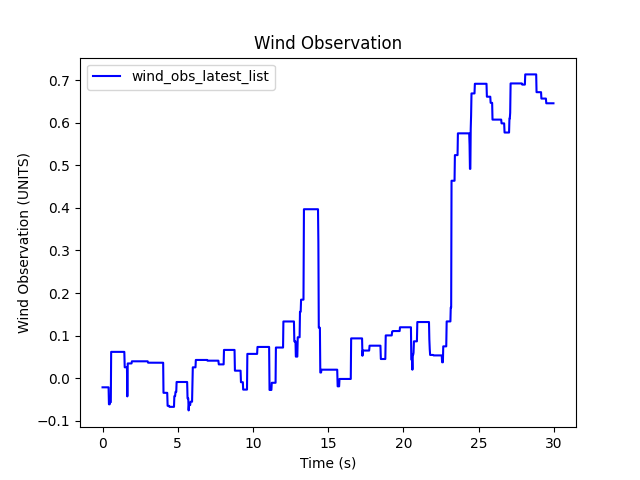 Wind Observation
wind_obs_latest_list
Wind Observation (UNITS)
0.7
0.6
0.5
0.4
0.3
0.2
0.1
0.0
−0.1
0 5 10 15 20 25 30
Time (s)